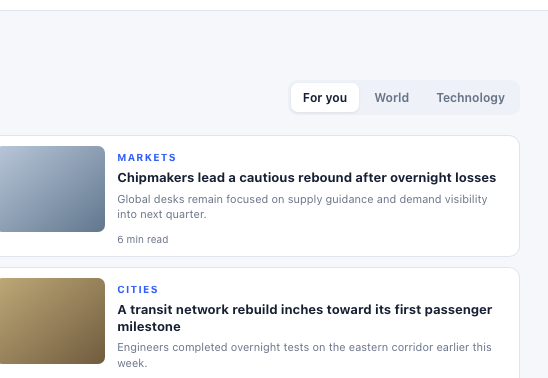 For you World Technology
MARKETS
Chipmakers lead a cautious rebound after overnight losses
Global desks remain focused on supply guidance and demand visibility
into next quarter.
6 min read
CITIES
A transit network rebuild inches toward its first passenger
milestone
Engineers completed overnight tests on the eastern corridor earlier this
week.